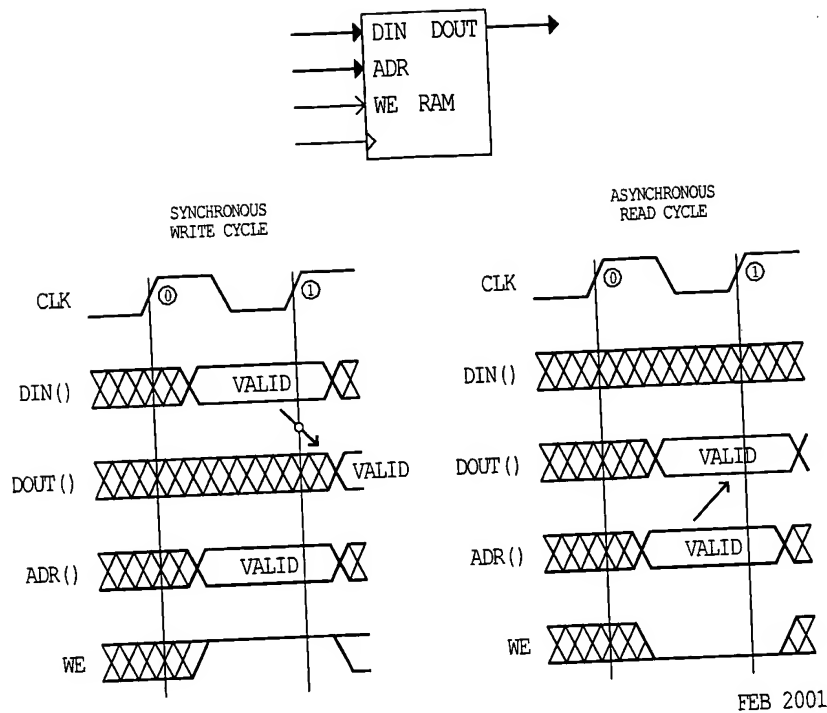 DIN DOUT
ADR
WE RAM
SYNCHRONOUS
WRITE CYCLE
CLK
0
1
DIN()
VALID
DOUT()
VALID
ADR()
VALID
WE
ASYNCHRONOUS
READ CYCLE
CLK
0
1
DIN()
DOUT()
VALID
ADR()
VALID
WE
FEB 2001